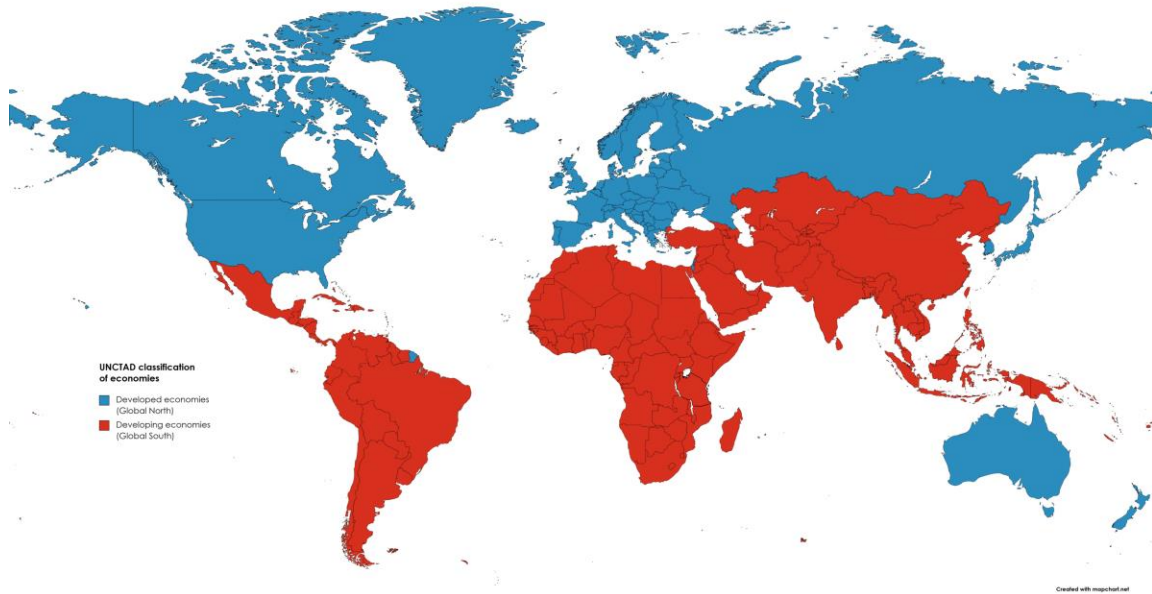 UNCTAD classification
of economies
Developed economies
(Global North)
Developing economies
(Global South)
Created with mapchart.net